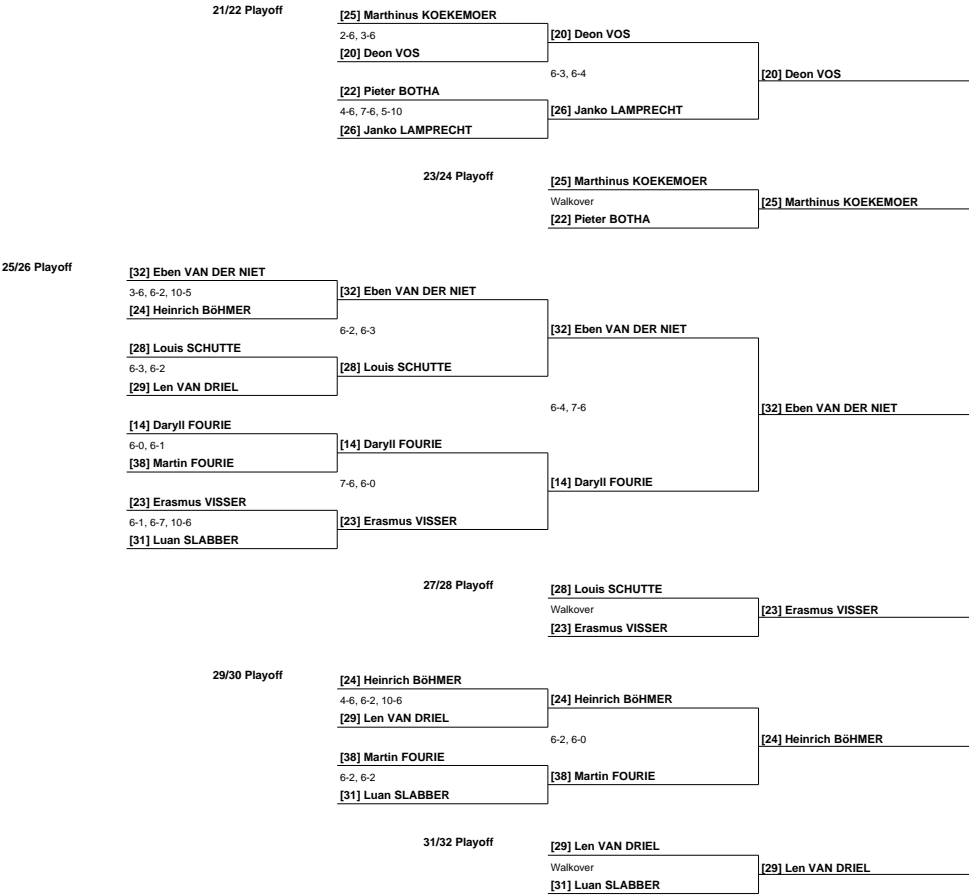 21/22 Playoff
[25] Marthinus KOEKEMOER
2-6, 3-6
[20] Deon VOS
[20] Deon VOS
6-3, 6-4
[20] Deon VOS
[22] Pieter BOTHA
4-6, 7-6, 5-10
[26] Janko LAMPRECHT
[26] Janko LAMPRECHT
23/24 Playoff
[25] Marthinus KOEKEMOER
Walkover
[25] Marthinus KOEKEMOER
[22] Pieter BOTHA
25/26 Playoff
[32] Eben VAN DER NIET
3-6, 6-2, 10-5
[32] Eben VAN DER NIET
[24] Heinrich BöHMER
6-2, 6-3
[32] Eben VAN DER NIET
[28] Louis SCHUTTE
6-3, 6-2
[28] Louis SCHUTTE
[29] Len VAN DRIEL
6-4, 7-6
[32] Eben VAN DER NIET
[14] Daryll FOURIE
6-0, 6-1
[14] Daryll FOURIE
[38] Martin FOURIE
7-6, 6-0
[14] Daryll FOURIE
[23] Erasmus VISSER
6-1, 6-7, 10-6
[23] Erasmus VISSER
[31] Luan SLABBER
27/28 Playoff
[28] Louis SCHUTTE
Walkover
[23] Erasmus VISSER
[23] Erasmus VISSER
29/30 Playoff
[24] Heinrich BöHMER
4-6, 6-2, 10-6
[24] Heinrich BöHMER
[29] Len VAN DRIEL
6-2, 6-0
[24] Heinrich BöHMER
[38] Martin FOURIE
6-2, 6-2
[38] Martin FOURIE
[31] Luan SLABBER
31/32 Playoff
[29] Len VAN DRIEL
Walkover
[29] Len VAN DRIEL
[31] Luan SLABBER